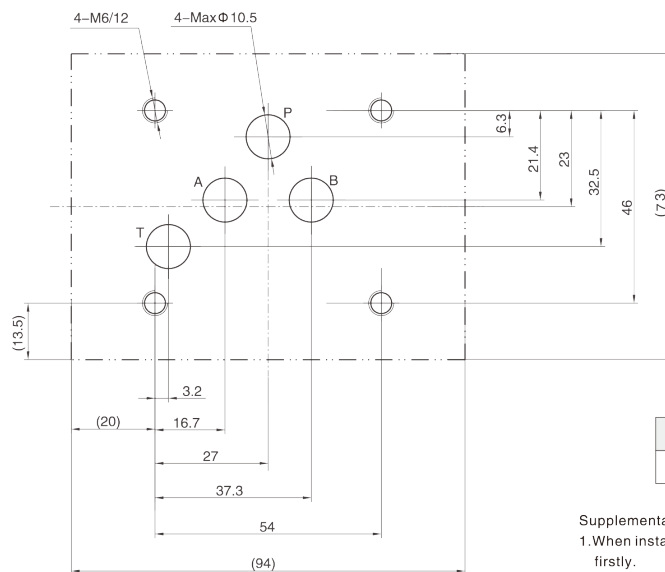 4–M6/12
4–MaxΦ10.5
P
A
B
T
6.3
21.4
23
32.5
46
(73)
(13.5)
3.2
(20)
16.7
27
37.3
54
(94)
Supplementa
1.When insta
firstly.